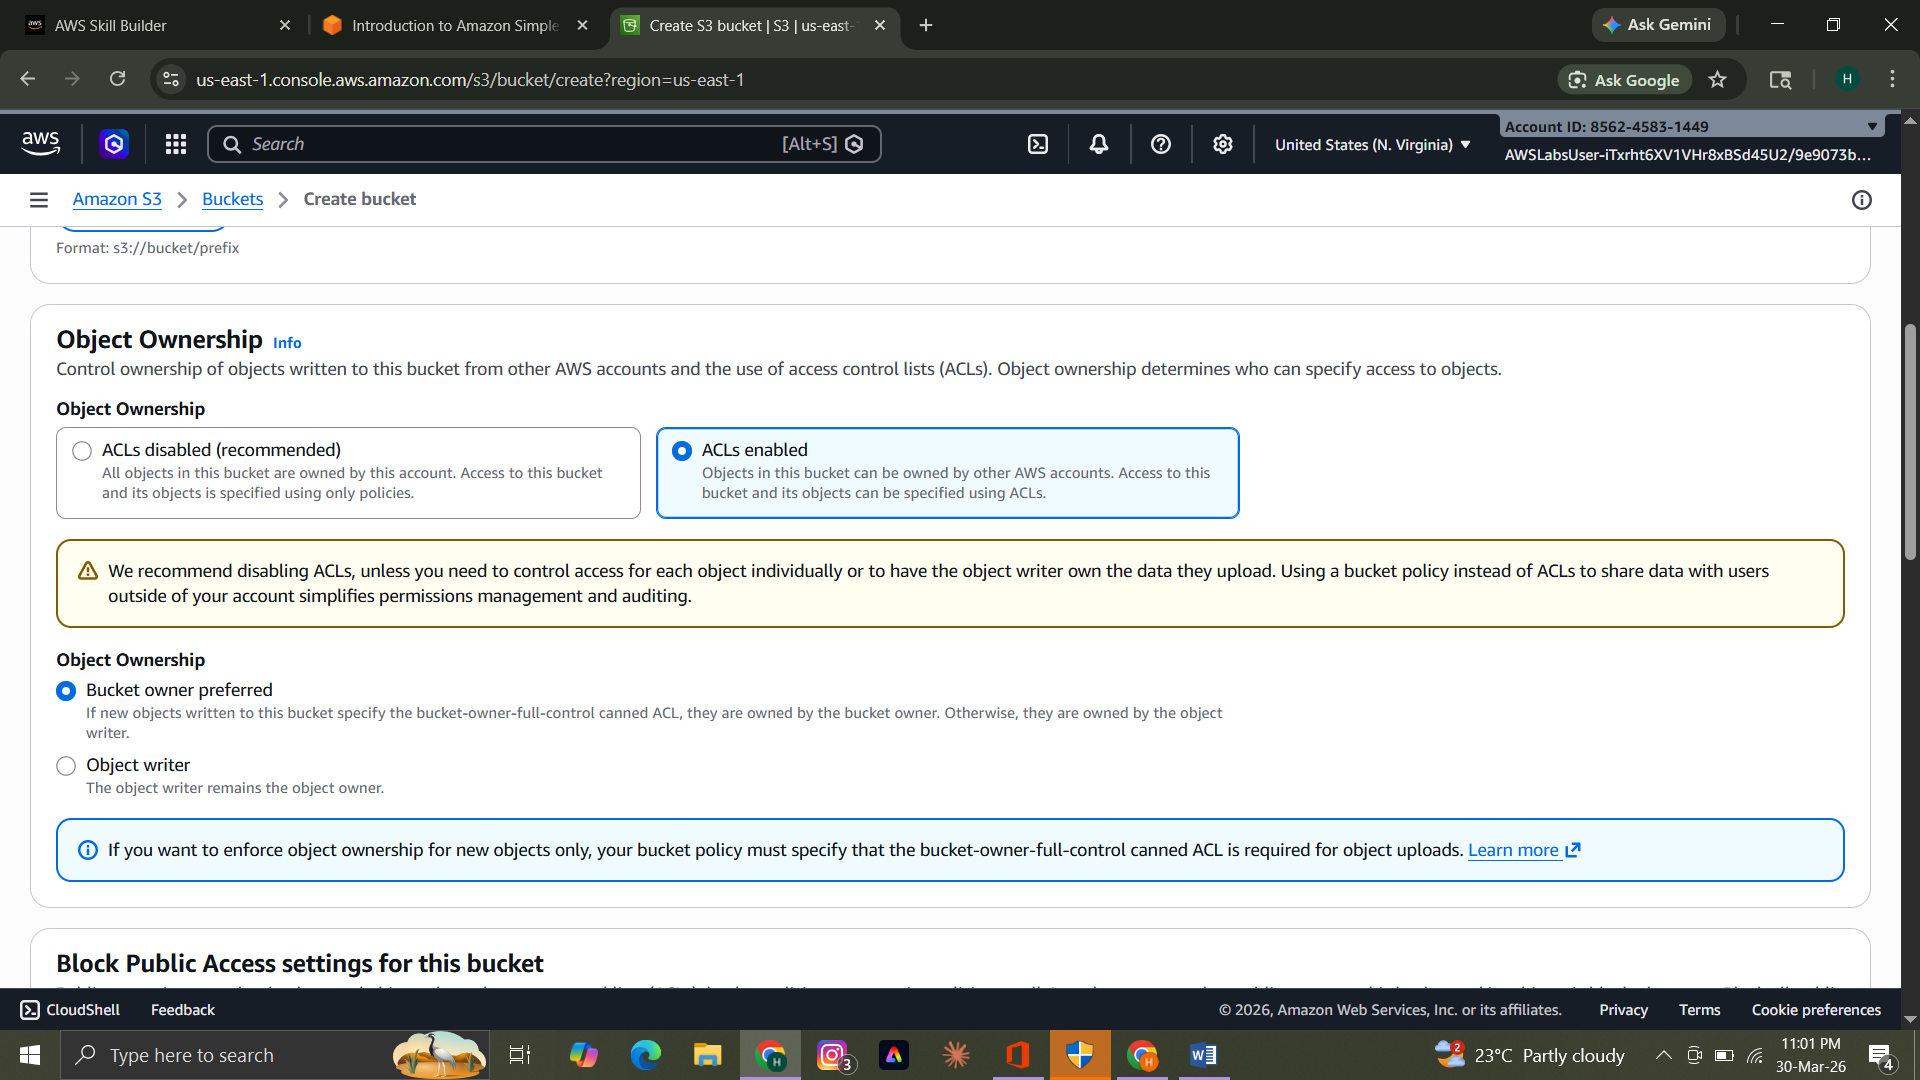 AWS Skill Builder
Introduction to Amazon Simple
Create S3 bucket | S3 | us-east-
Ask Gemini
us-east-1.console.aws.amazon.com/s3/bucket/create?region=us-east-1
Ask Google
H
aws
Search
[Alt+S]
United States (N. Virginia)
Account ID: 8562-4583-1449
AWSLabsUser-iTxrht6XV1VHr8xBSd45U2/9e9073b...
Amazon S3
Buckets
Create bucket
Format: s3://bucket/prefix
Object Ownership Info
Control ownership of objects written to this bucket from other AWS accounts and the use of access control lists (ACLs). Object ownership determines who can specify access to objects.
Object Ownership
ACLs disabled (recommended)
All objects in this bucket are owned by this account. Access to this bucket
and its objects is specified using only policies.
ACLs enabled
Objects in this bucket can be owned by other AWS accounts. Access to this
bucket and its objects can be specified using ACLs.
We recommend disabling ACLs, unless you need to control access for each object individually or to have the object writer own the data they upload. Using a bucket policy instead of ACLs to share data with users
outside of your account simplifies permissions management and auditing.
Object Ownership
Bucket owner preferred
If new objects written to this bucket specify the bucket-owner-full-control canned ACL, they are owned by the bucket owner. Otherwise, they are owned by the object
writer.
Object writer
The object writer remains the object owner.
If you want to enforce object ownership for new objects only, your bucket policy must specify that the bucket-owner-full-control canned ACL is required for object uploads. Learn more
Block Public Access settings for this bucket
CloudShell
Feedback
© 2026, Amazon Web Services, Inc. or its affiliates.
Privacy
Terms
Cookie preferences
Type here to search
3
2
23°C Partly cloudy
11:01 PM
30-Mar-26
4